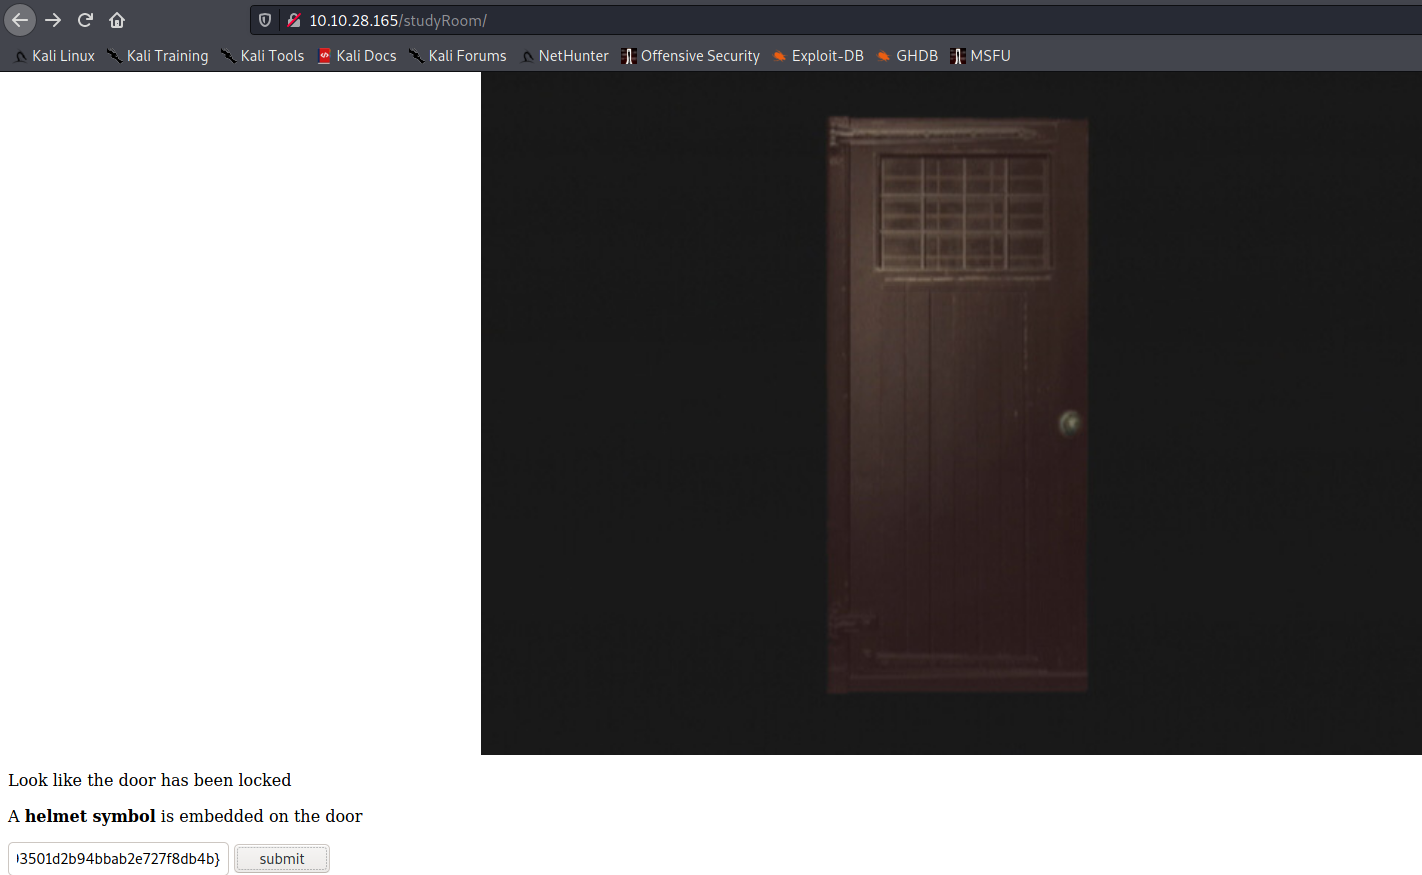 10.10.28.165/studyRoom/
Kali Linux Kali Training Kali Tools Kali Docs Kali Forums NetHunter Offensive Security Exploit-DB GHDB MSFU
Look like the door has been locked
A helmet symbol is embedded on the door
3501d2b94bbab2e727f8db4b} submit